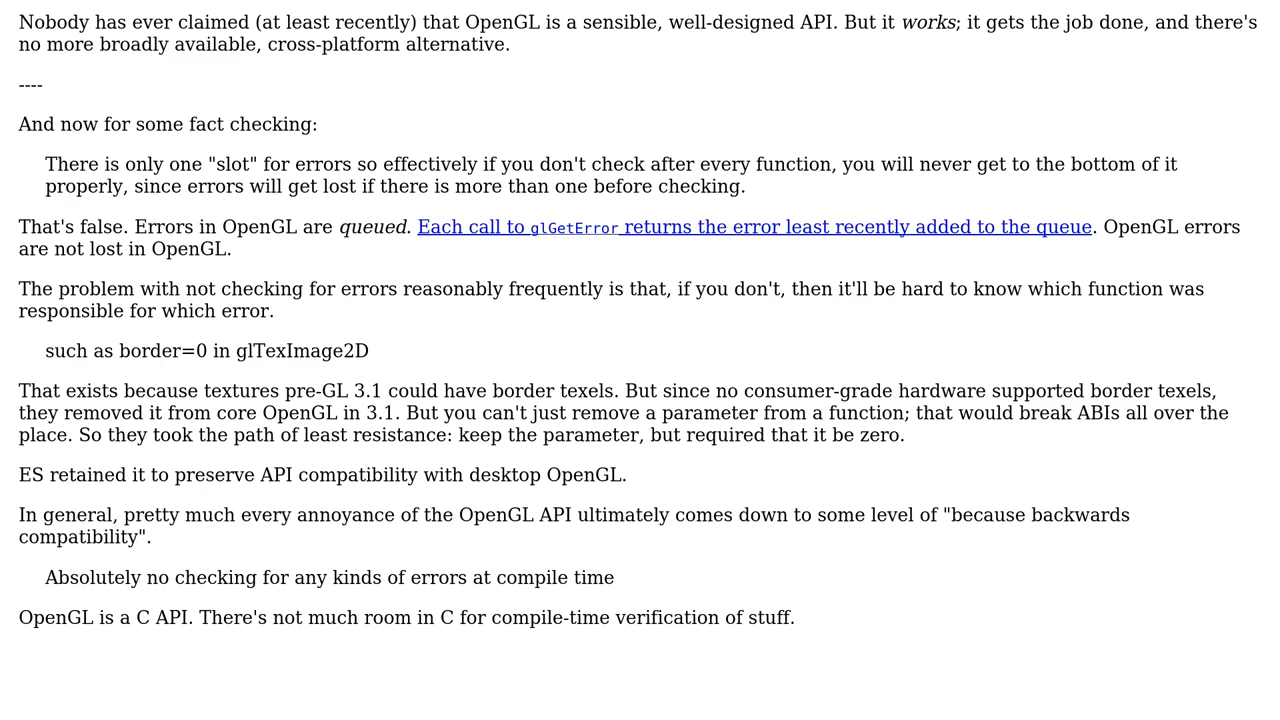 Nobody has ever claimed (at least recently) that OpenGL is a sensible, well-designed API. But it works; it gets the job done, and there's
no more broadly available, cross-platform alternative.
----
And now for some fact checking:
There is only one "slot" for errors so effectively if you don't check after every function, you will never get to the bottom of it
properly, since errors will get lost if there is more than one before checking.
That's false. Errors in OpenGL are queued. Each call to glGetError returns the error least recently added to the queue. OpenGL errors
are not lost in OpenGL.
The problem with not checking for errors reasonably frequently is that, if you don't, then it'll be hard to know which function was
responsible for which error.
such as border=0 in glTexImage2D
That exists because textures pre-GL 3.1 could have border texels. But since no consumer-grade hardware supported border texels,
they removed it from core OpenGL in 3.1. But you can't just remove a parameter from a function; that would break ABIs all over the
place. So they took the path of least resistance: keep the parameter, but required that it be zero.
ES retained it to preserve API compatibility with desktop OpenGL.
In general, pretty much every annoyance of the OpenGL API ultimately comes down to some level of "because backwards
compatibility".
Absolutely no checking for any kinds of errors at compile time
OpenGL is a C API. There's not much room in C for compile-time verification of stuff.